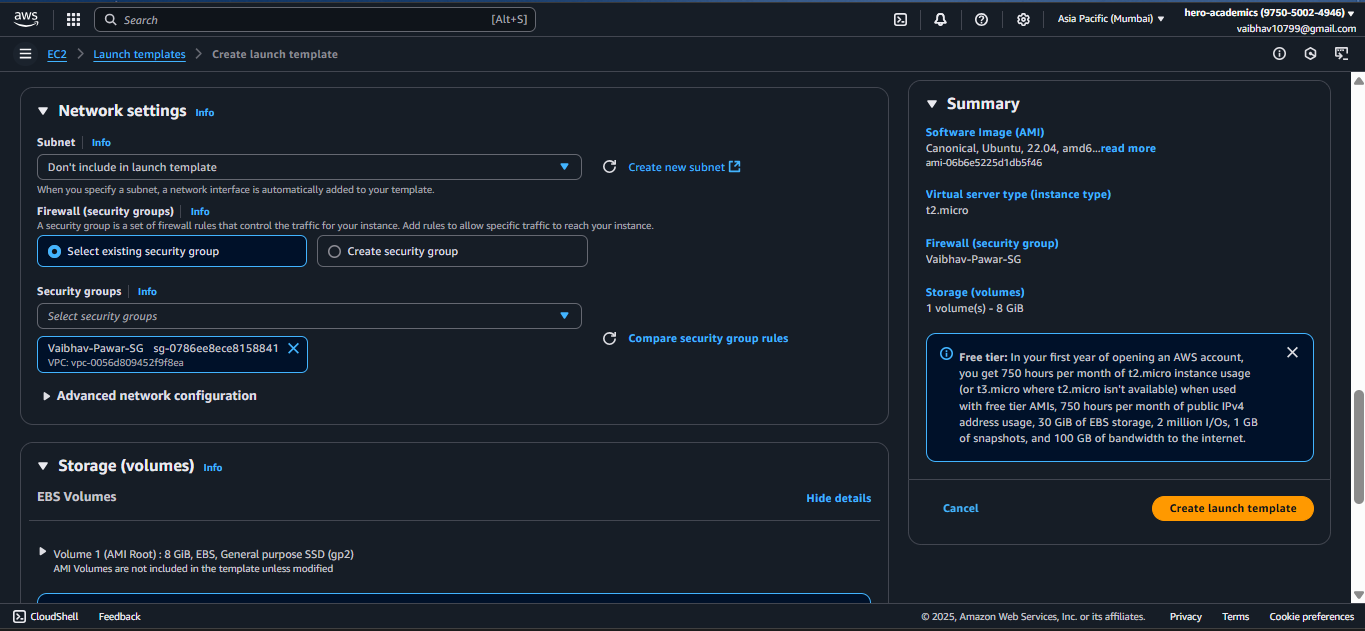 aws
Search [Alt+S]
Asia Pacific (Mumbai)
hero-academics (9750-5002-4946)
vaibhav10799@gmail.com
EC2 > Launch templates > Create launch template
Network settings Info
Subnet Info
Don't include in launch template
Create new subnet
When you specify a subnet, a network interface is automatically added to your template.
Firewall (security groups) Info
A security group is a set of firewall rules that control the traffic for your instance. Add rules to allow specific traffic to reach your instance.
Select existing security group
Create security group
Security groups Info
Select security groups
Compare security group rules
Vaibhav-Pawar-SG sg-0786ee8ece8158841
VPC: vpc-0056d809452f9f8ea
Advanced network configuration
Storage (volumes) Info
EBS Volumes
Hide details
Volume 1 (AMI Root) : 8 GiB, EBS, General purpose SSD (gp2)
AMI Volumes are not included in the template unless modified
Summary
Software Image (AMI)
Canonical, Ubuntu, 22.04, amd6...read more
ami-06b6e5225d1db5f46
Virtual server type (instance type)
t2.micro
Firewall (security group)
Vaibhav-Pawar-SG
Storage (volumes)
1 volume(s) - 8 GiB
Free tier: In your first year of opening an AWS account,
you get 750 hours per month of t2.micro instance usage
(or t3.micro where t2.micro isn't available) when used
with free tier AMIs, 750 hours per month of public IPv4
address usage, 30 GiB of EBS storage, 2 million I/Os, 1 GB
of snapshots, and 100 GB of bandwidth to the internet.
Cancel
Create launch template
CloudShell Feedback
© 2025, Amazon Web Services, Inc. or its affiliates. Privacy Terms Cookie preferences